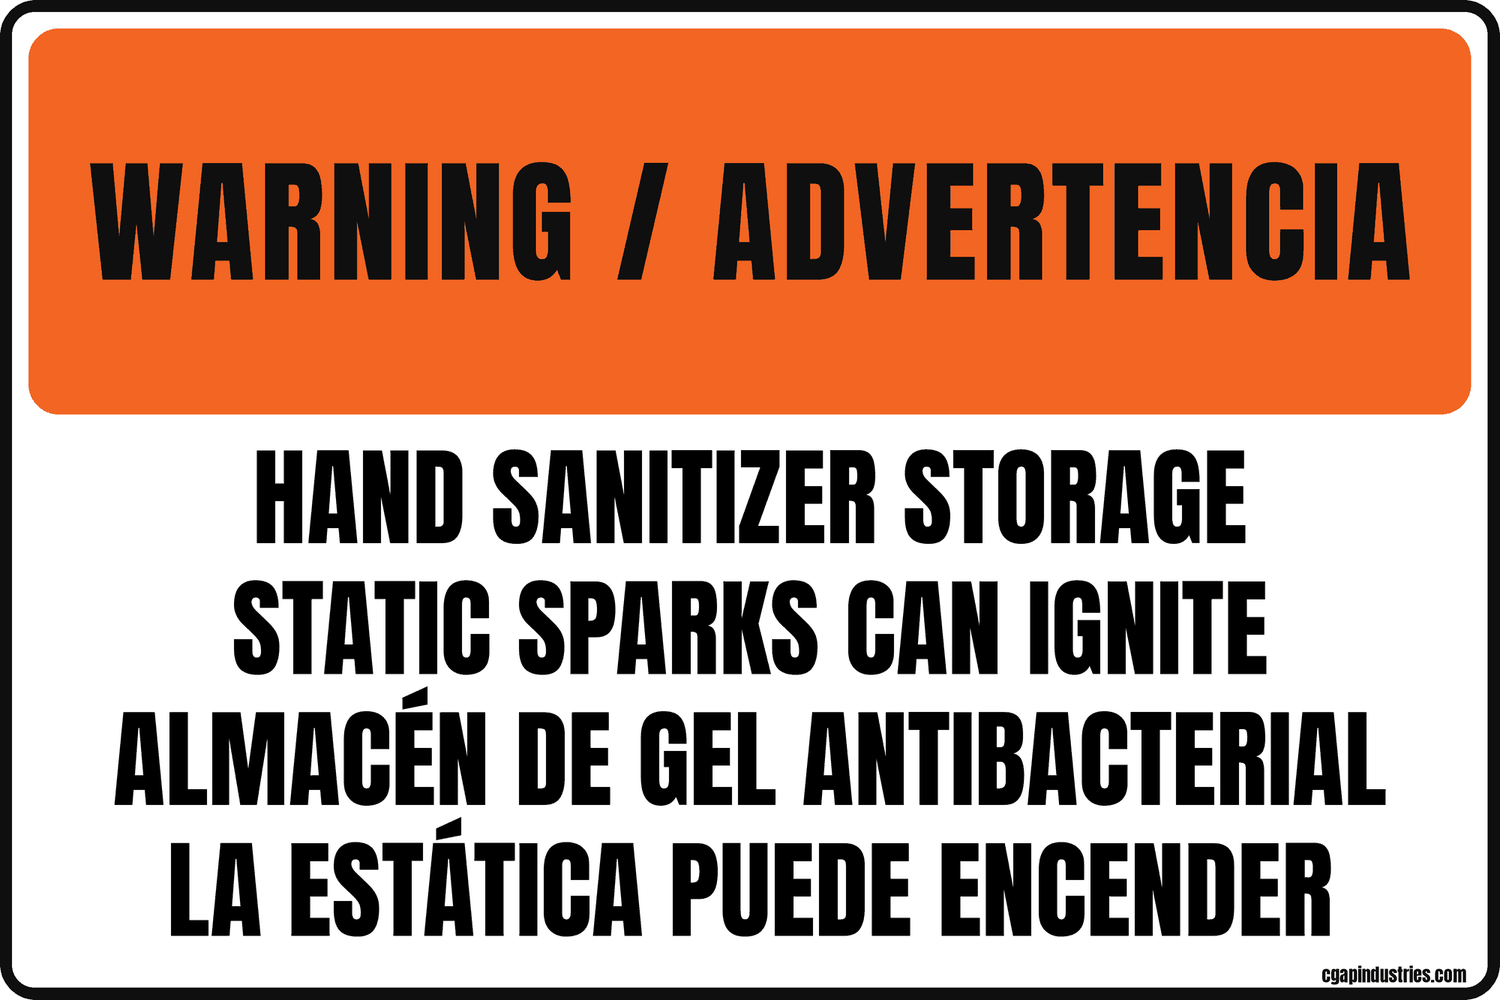 WARNING / ADVERTENCIA
HAND SANITIZER STORAGE
STATIC SPARKS CAN IGNITE
ALMACÉN DE GEL ANTIBACTERIAL
LA ESTÁTICA PUEDE ENCENDER
cgapindustries.com